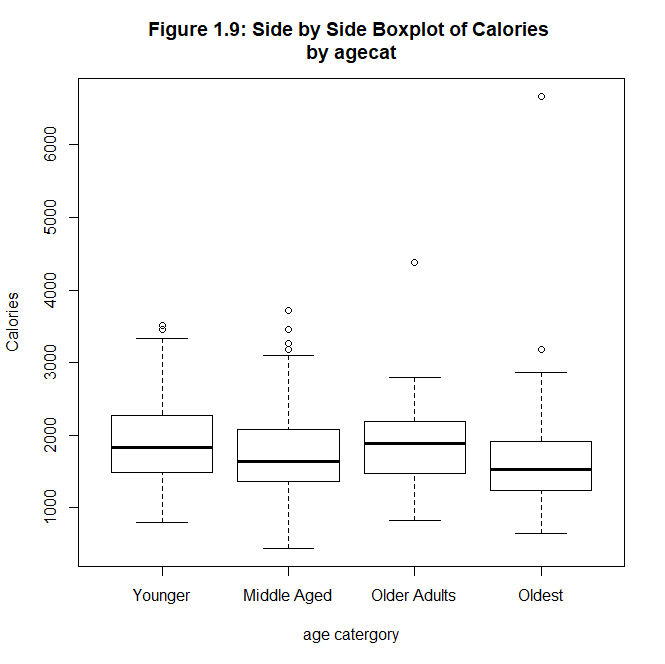 Figure 1.9: Side by Side Boxplot of Calories
by agecat
6000
5000
4000
3000
2000
1000
Calories
Younger Middle Aged Older Adults Oldest
age catergory